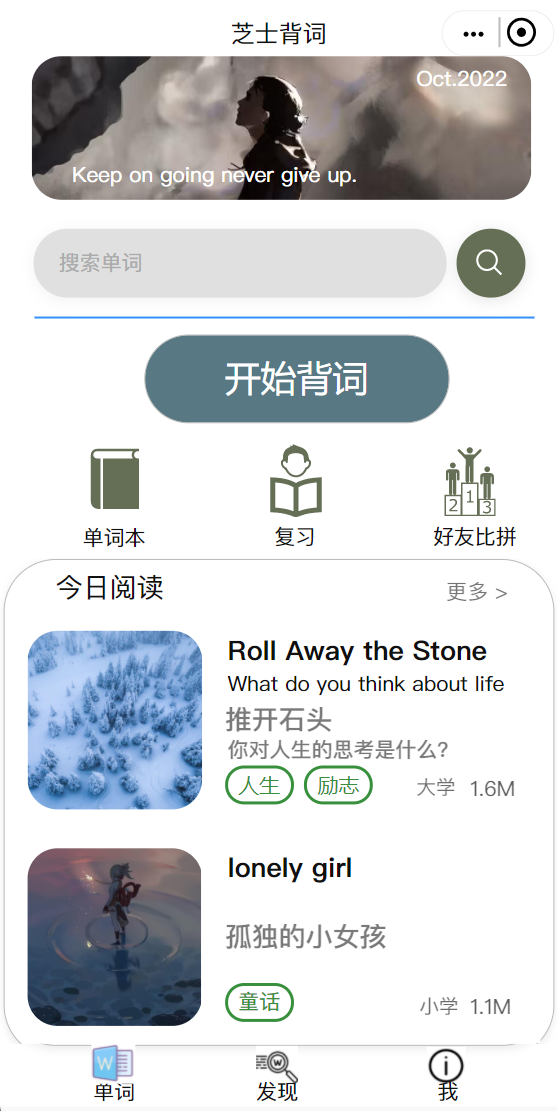 芝士背词
Oct.2022
Keep on going never give up.
搜索单词
开始背词
单词本
复习
好友比拼
2 1 3
今日阅读
更多 >
Roll Away the Stone
What do you think about life
推开石头
你对人生的思考是什么?
人生 励志 大学 1.6M
lonely girl
孤独的小女孩
童话 小学 1.1M
W
W
单词
发现
我